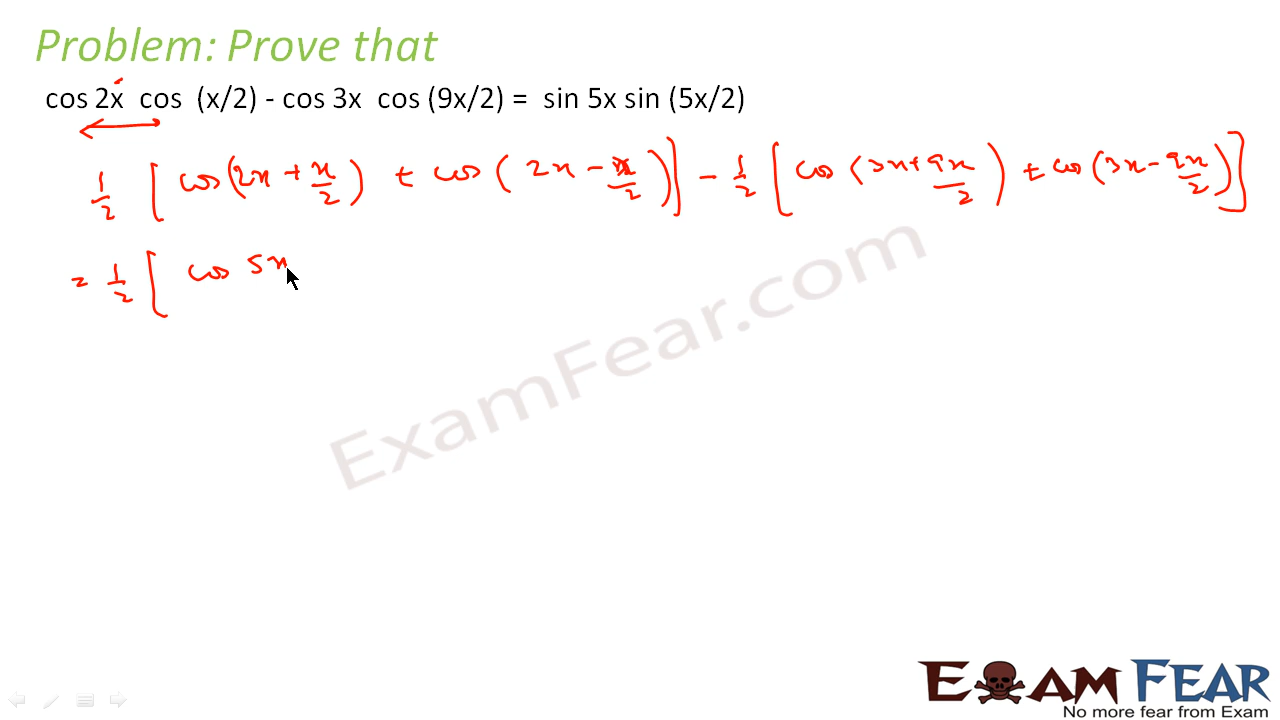 Problem: Prove that
cos 2x cos (x/2) - cos 3x cos (9x/2) = sin 5x sin (5x/2)
1/2 [ cos(2x + x/2) + cos( 2x - x/2 )] - 1/2 [ cos (3x + 9x/2 ) + cos (3x - 9x/2 )]
= 1/2 [ cos 5x
ExamFear.com
EXAM FEAR
No more fear from Exam